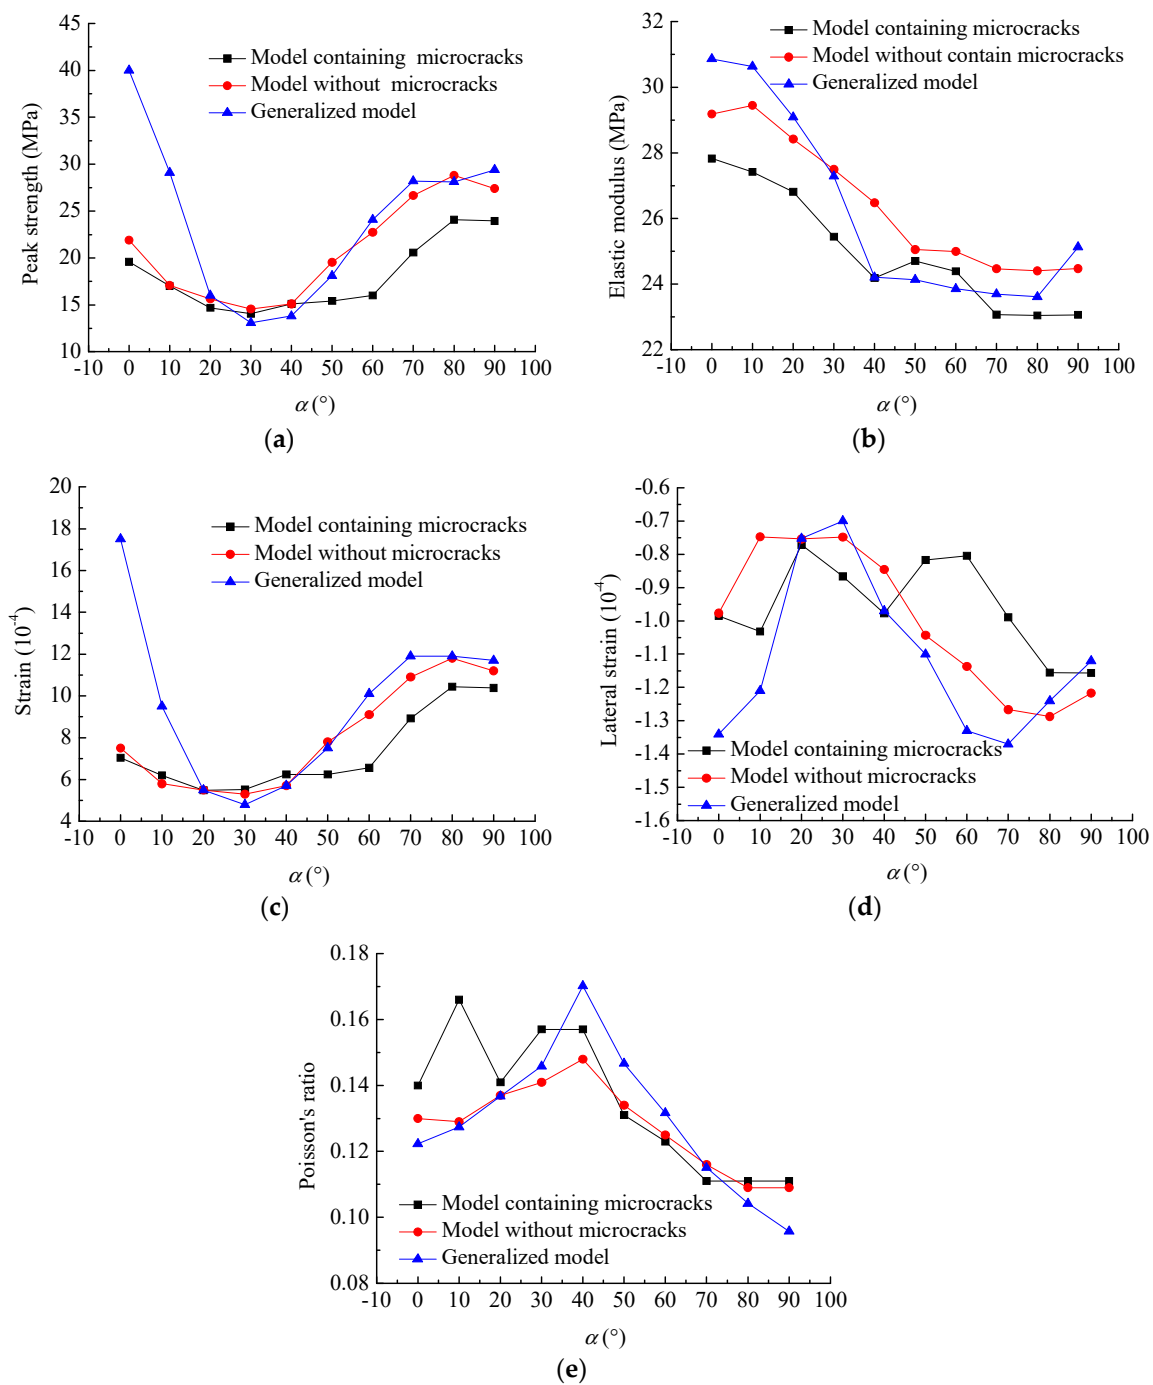 45
40
35
30
25
20
15
10
Peak strength (MPa)
Model containing microcracks
Model without microcracks
Generalized model
-10 0 10 20 30 40 50 60 70 80 90 100
α (°)
(a)
32
30
28
26
24
22
Elastic modulus (MPa)
Model containing microcracks
Model without contain microcracks
Generalized model
-10 0 10 20 30 40 50 60 70 80 90 100
α (°)
(b)
20
18
16
14
12
10
8
6
4
Strain (10-4)
Model containing microcracks
Model without microcracks
Generalized model
-10 0 10 20 30 40 50 60 70 80 90 100
α (°)
(c)
-0.6
-0.7
-0.8
-0.9
-1.0
-1.1
-1.2
-1.3
-1.4
-1.5
-1.6
Lateral strain (10-4)
Model containing microcracks
Model without microcracks
Generalized model
-10 0 10 20 30 40 50 60 70 80 90 100
α (°)
(d)
0.18
0.16
0.14
0.12
0.10
0.08
Poisson's ratio
Model containing microcracks
Model without microcracks
Generalized model
-10 0 10 20 30 40 50 60 70 80 90 100
α (°)
(e)